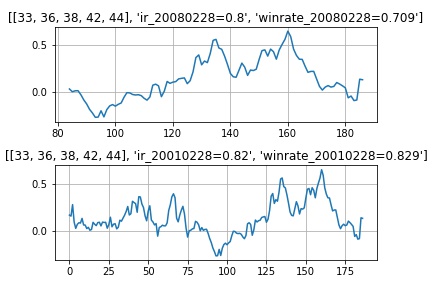 [[33, 36, 38, 42, 44], 'ir_20080228=0.8', 'winrate_20080228=0.709']
0.5
0.0
80 100 120 140 160 180
[[33, 36, 38, 42, 44], 'ir_20010228=0.82', 'winrate_20010228=0.829']
0.5
0.0
0 25 50 75 100 125 150 175